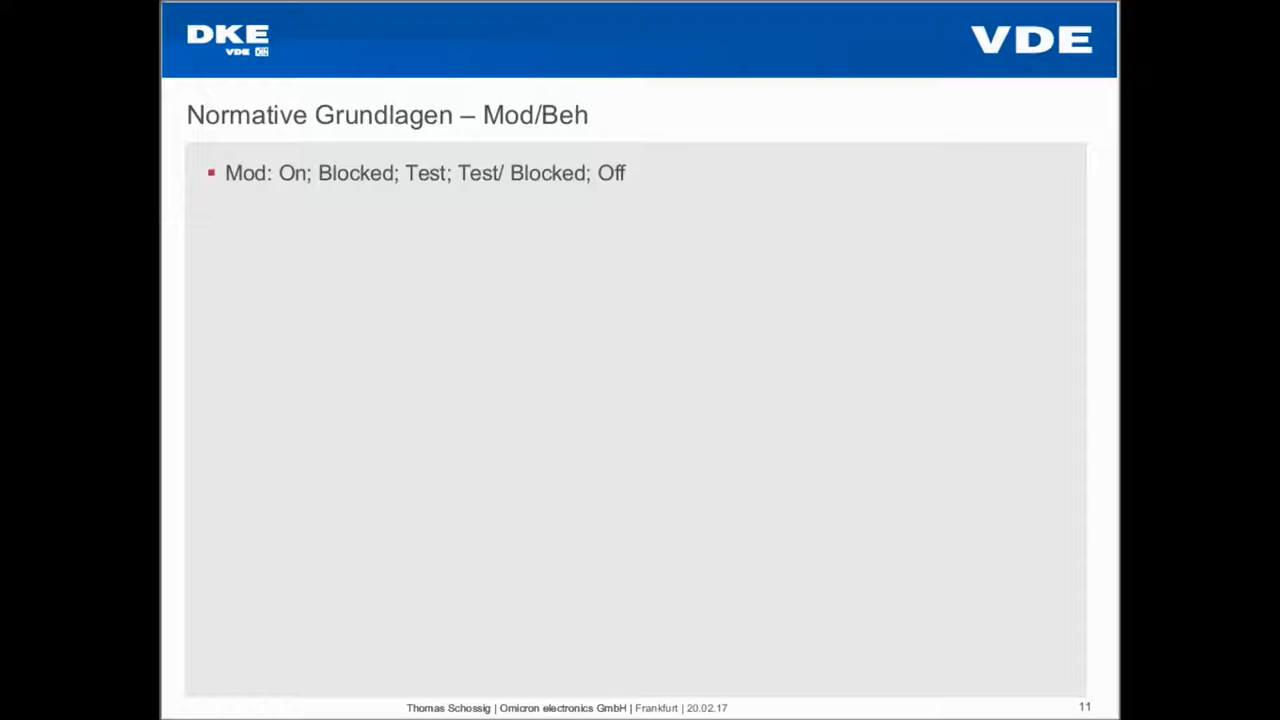 DKE
VDE DIN
VDE
Normative Grundlagen – Mod/Beh
Mod: On; Blocked; Test; Test/ Blocked; Off
Thomas Schossig | Omicron electronics GmbH | Frankfurt | 20.02.17
11